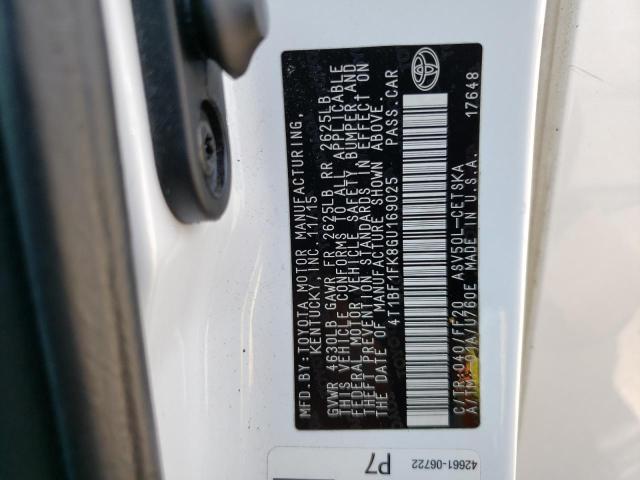 MFD.BY:TOYOTA MOTOR MANUFACTURING,
KENTUCKY, INC. 11/15
GVWR 4630LB GAWR FR 2625LB RR 2625LB
THIS VEHICLE CONFORMS TO ALL APPLICABLE
FEDERAL MOTOR VEHICLE SAFETY, BUMPER AND
THEFT PREVENTION STANDARDS IN EFFECT ON
THE DATE OF MANUFACTURE SHOWN ABOVE.
4T1BF1FK8GU169025 PASS.CAR
C/TR:040/FF20 ASV50L-CETSKA
A/TM: 01A/U760E MADE IN U.S.A. 17648
42661-06722
P7